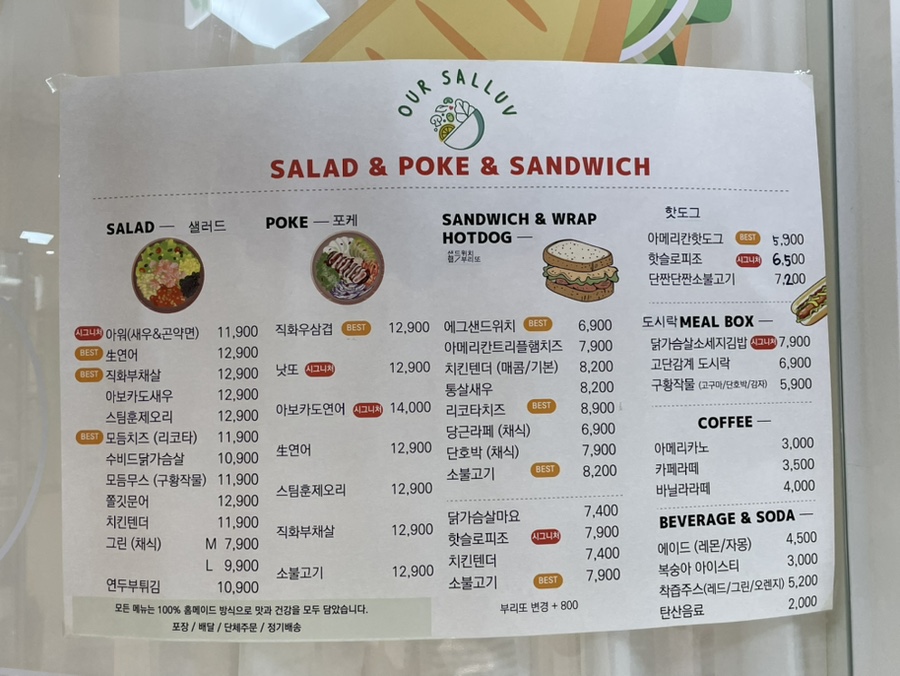 OUR SALLUV
SALAD & POKE & SANDWICH
SALAD — 샐러드
시그니처 아워(새우&곤약면) 11,900
BEST 生연어 12,900
BEST 직화부채살 12,900
아보카도새우 12,900
스팀훈제오리 12,900
BEST 모듬치즈 (리코타) 11,900
수비드닭가슴살 10,900
모듬무스 (구황작물) 11,900
쫄깃문어 12,900
치킨텐더 11,900
그린 (채식) M 7,900
L 9,900
연두부튀김 10,900
모든 메뉴는 100% 홈메이드 방식으로 맛과 건강을 모두 담았습니다.
포장 / 배달 / 단체주문 / 정기배송
POKE — 포케
직화우삼겹 BEST 12,900
낫또 시그니처 12,900
아보카도연어 시그니처 14,000
生연어 12,900
스팀훈제오리 12,900
직화부채살 12,900
소불고기 12,900
SANDWICH & WRAP
HOTDOG —
샌드위치
랩/부리또
에그샌드위치 BEST 6,900
아메리칸트리플햄치즈 7,900
치킨텐더 (매콤/기본) 8,200
통살새우 8,200
리코타치즈 BEST 8,900
당근라페 (채식) 6,900
단호박 (채식) 7,900
소불고기 BEST 8,200
닭가슴살마요 7,400
핫슬로피조 시그니처 7,900
치킨텐더 7,400
소불고기 BEST 7,900
부리또 변경 + 800
핫도그
아메리칸핫도그 BEST 5,900
핫슬로피조 시그니처 6.500
단짠단짠소불고기 7.200
도시락 MEAL BOX —
닭가슴살소세지김밥 시그니처 7,900
고단감계 도시락 6,900
구황작물 (고구마/단호박/감자) 5,900
COFFEE —
아메리카노 3,000
카페라떼 3,500
바닐라라떼 4,000
BEVERAGE & SODA —
에이드 (레몬/자몽) 4,500
복숭아 아이스티 3,000
착즙주스(레드/그린/오렌지) 5,200
탄산음료 2,000